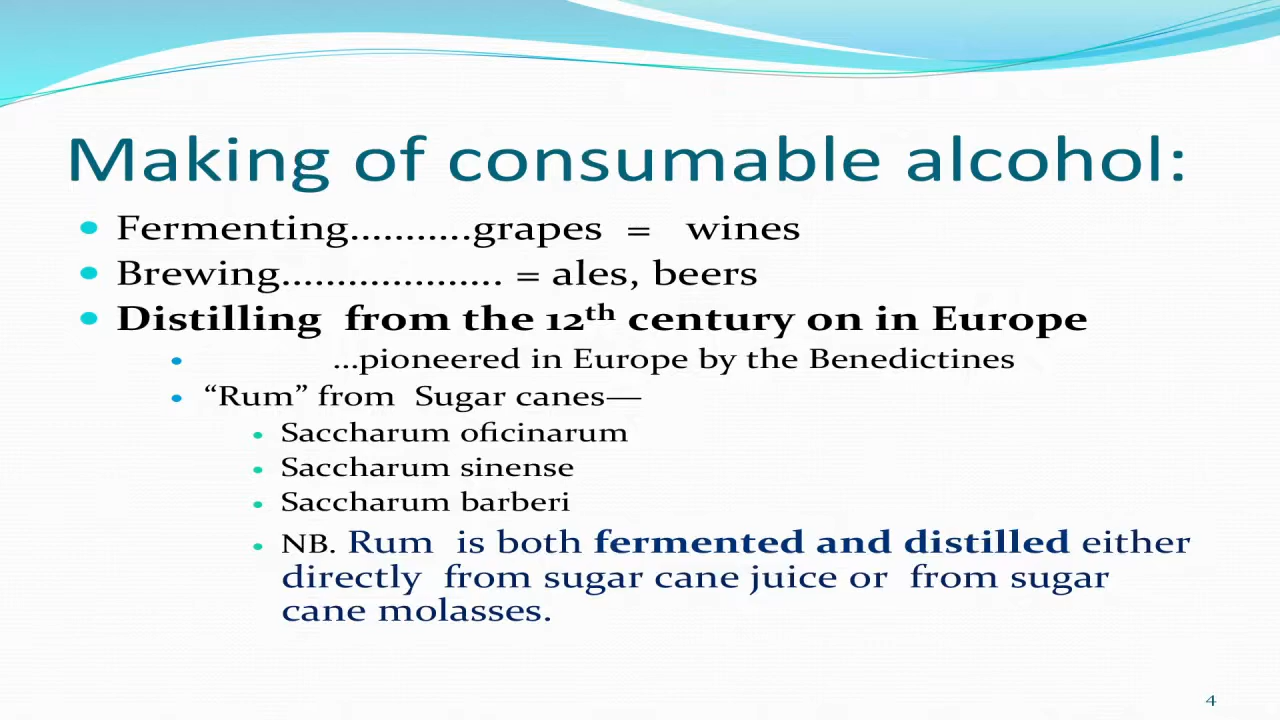 Making of consumable alcohol:
• Fermenting...........grapes = wines
• Brewing.................... = ales, beers
• Distilling from the 12th century on in Europe
• ...pioneered in Europe by the Benedictines
• “Rum” from Sugar canes—
• Saccharum oficinarum
• Saccharum sinense
• Saccharum barberi
• NB. Rum is both fermented and distilled either
directly from sugar cane juice or from sugar
cane molasses.
4